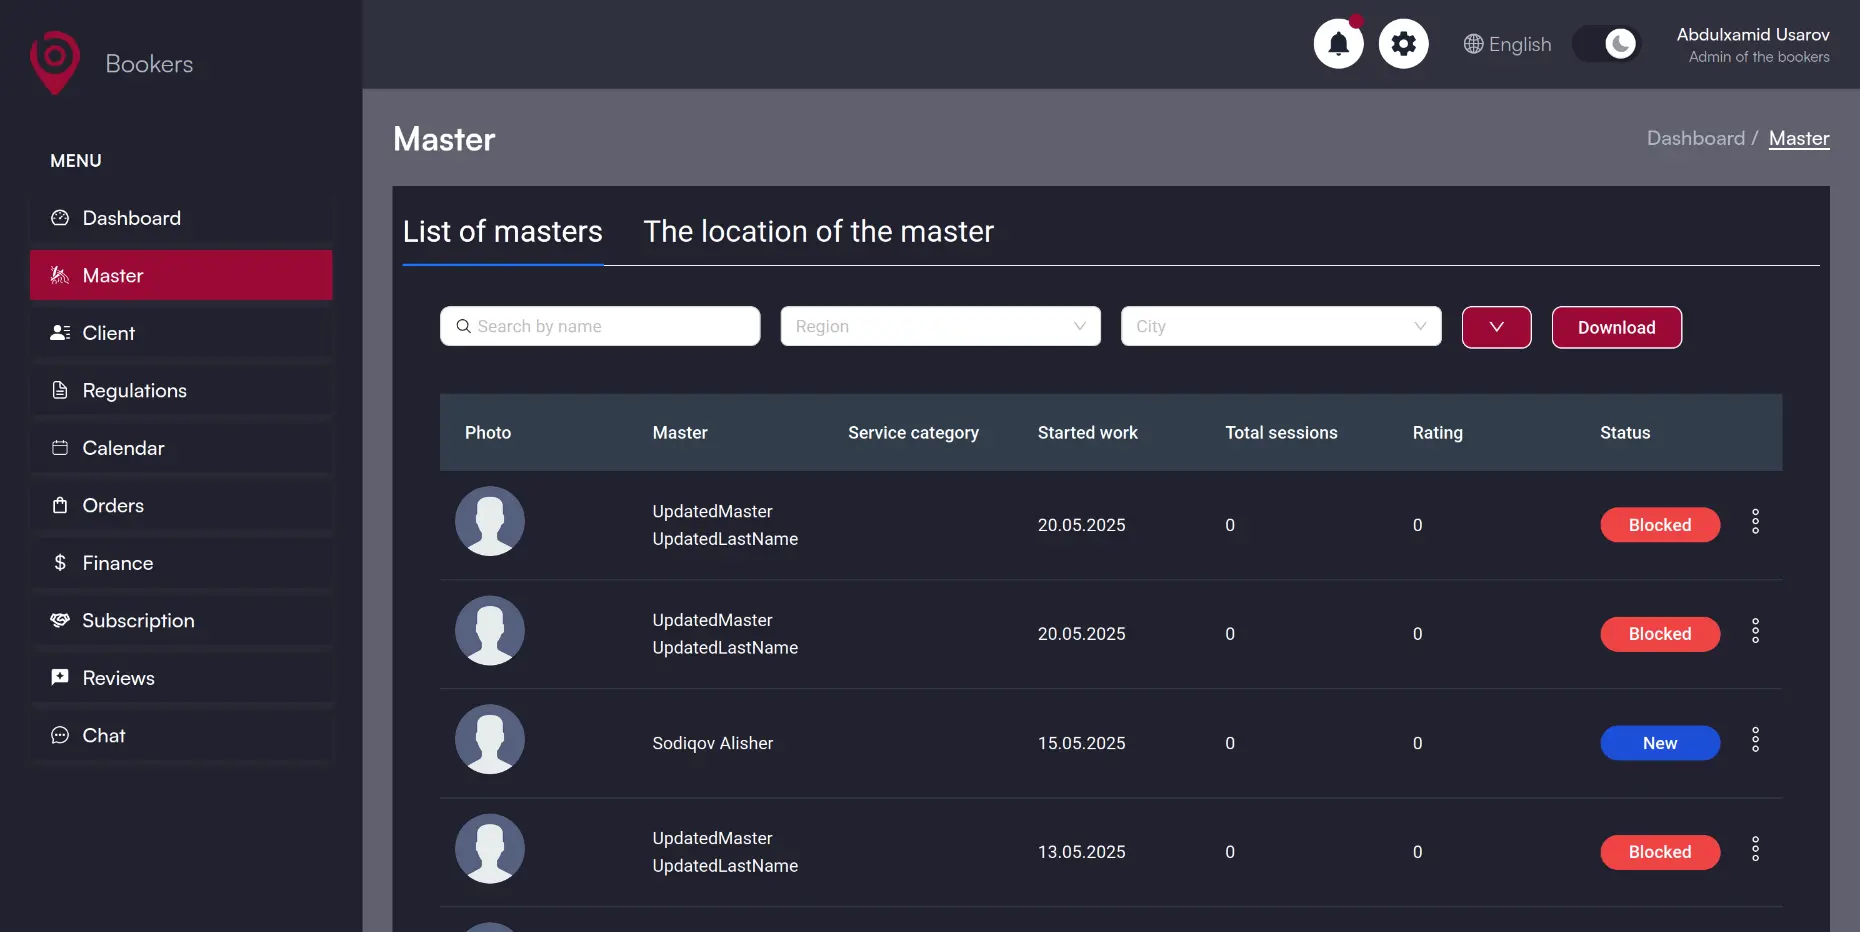 Bookers
English
Abdulxamid Usarov
Admin of the bookers
MENU
Dashboard
Master
Client
Regulations
Calendar
Orders
Finance
Subscription
Reviews
Chat
Master
Dashboard / Master
List of masters The location of the master
Search by name Region City Download
Photo Master Service category Started work Total sessions Rating Status
UpdatedMaster
UpdatedLastName 20.05.2025 0 0 Blocked
UpdatedMaster
UpdatedLastName 20.05.2025 0 0 Blocked
Sodiqov Alisher 15.05.2025 0 0 New
UpdatedMaster
UpdatedLastName 13.05.2025 0 0 Blocked